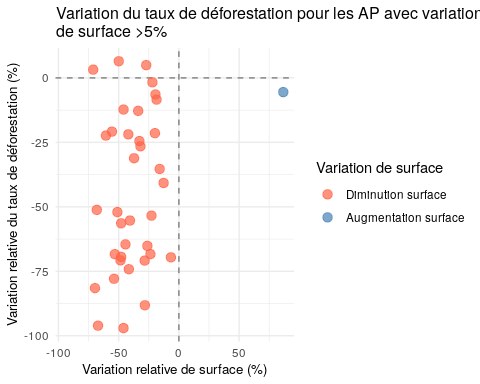 Variation du taux de déforestation pour les AP avec variation
de surface >5%
Variation relative du taux de déforestation (%)
0
-25
-50
-75
-100
-100
-50
0
50
Variation relative de surface (%)
Variation de surface
Diminution surface
Augmentation surface